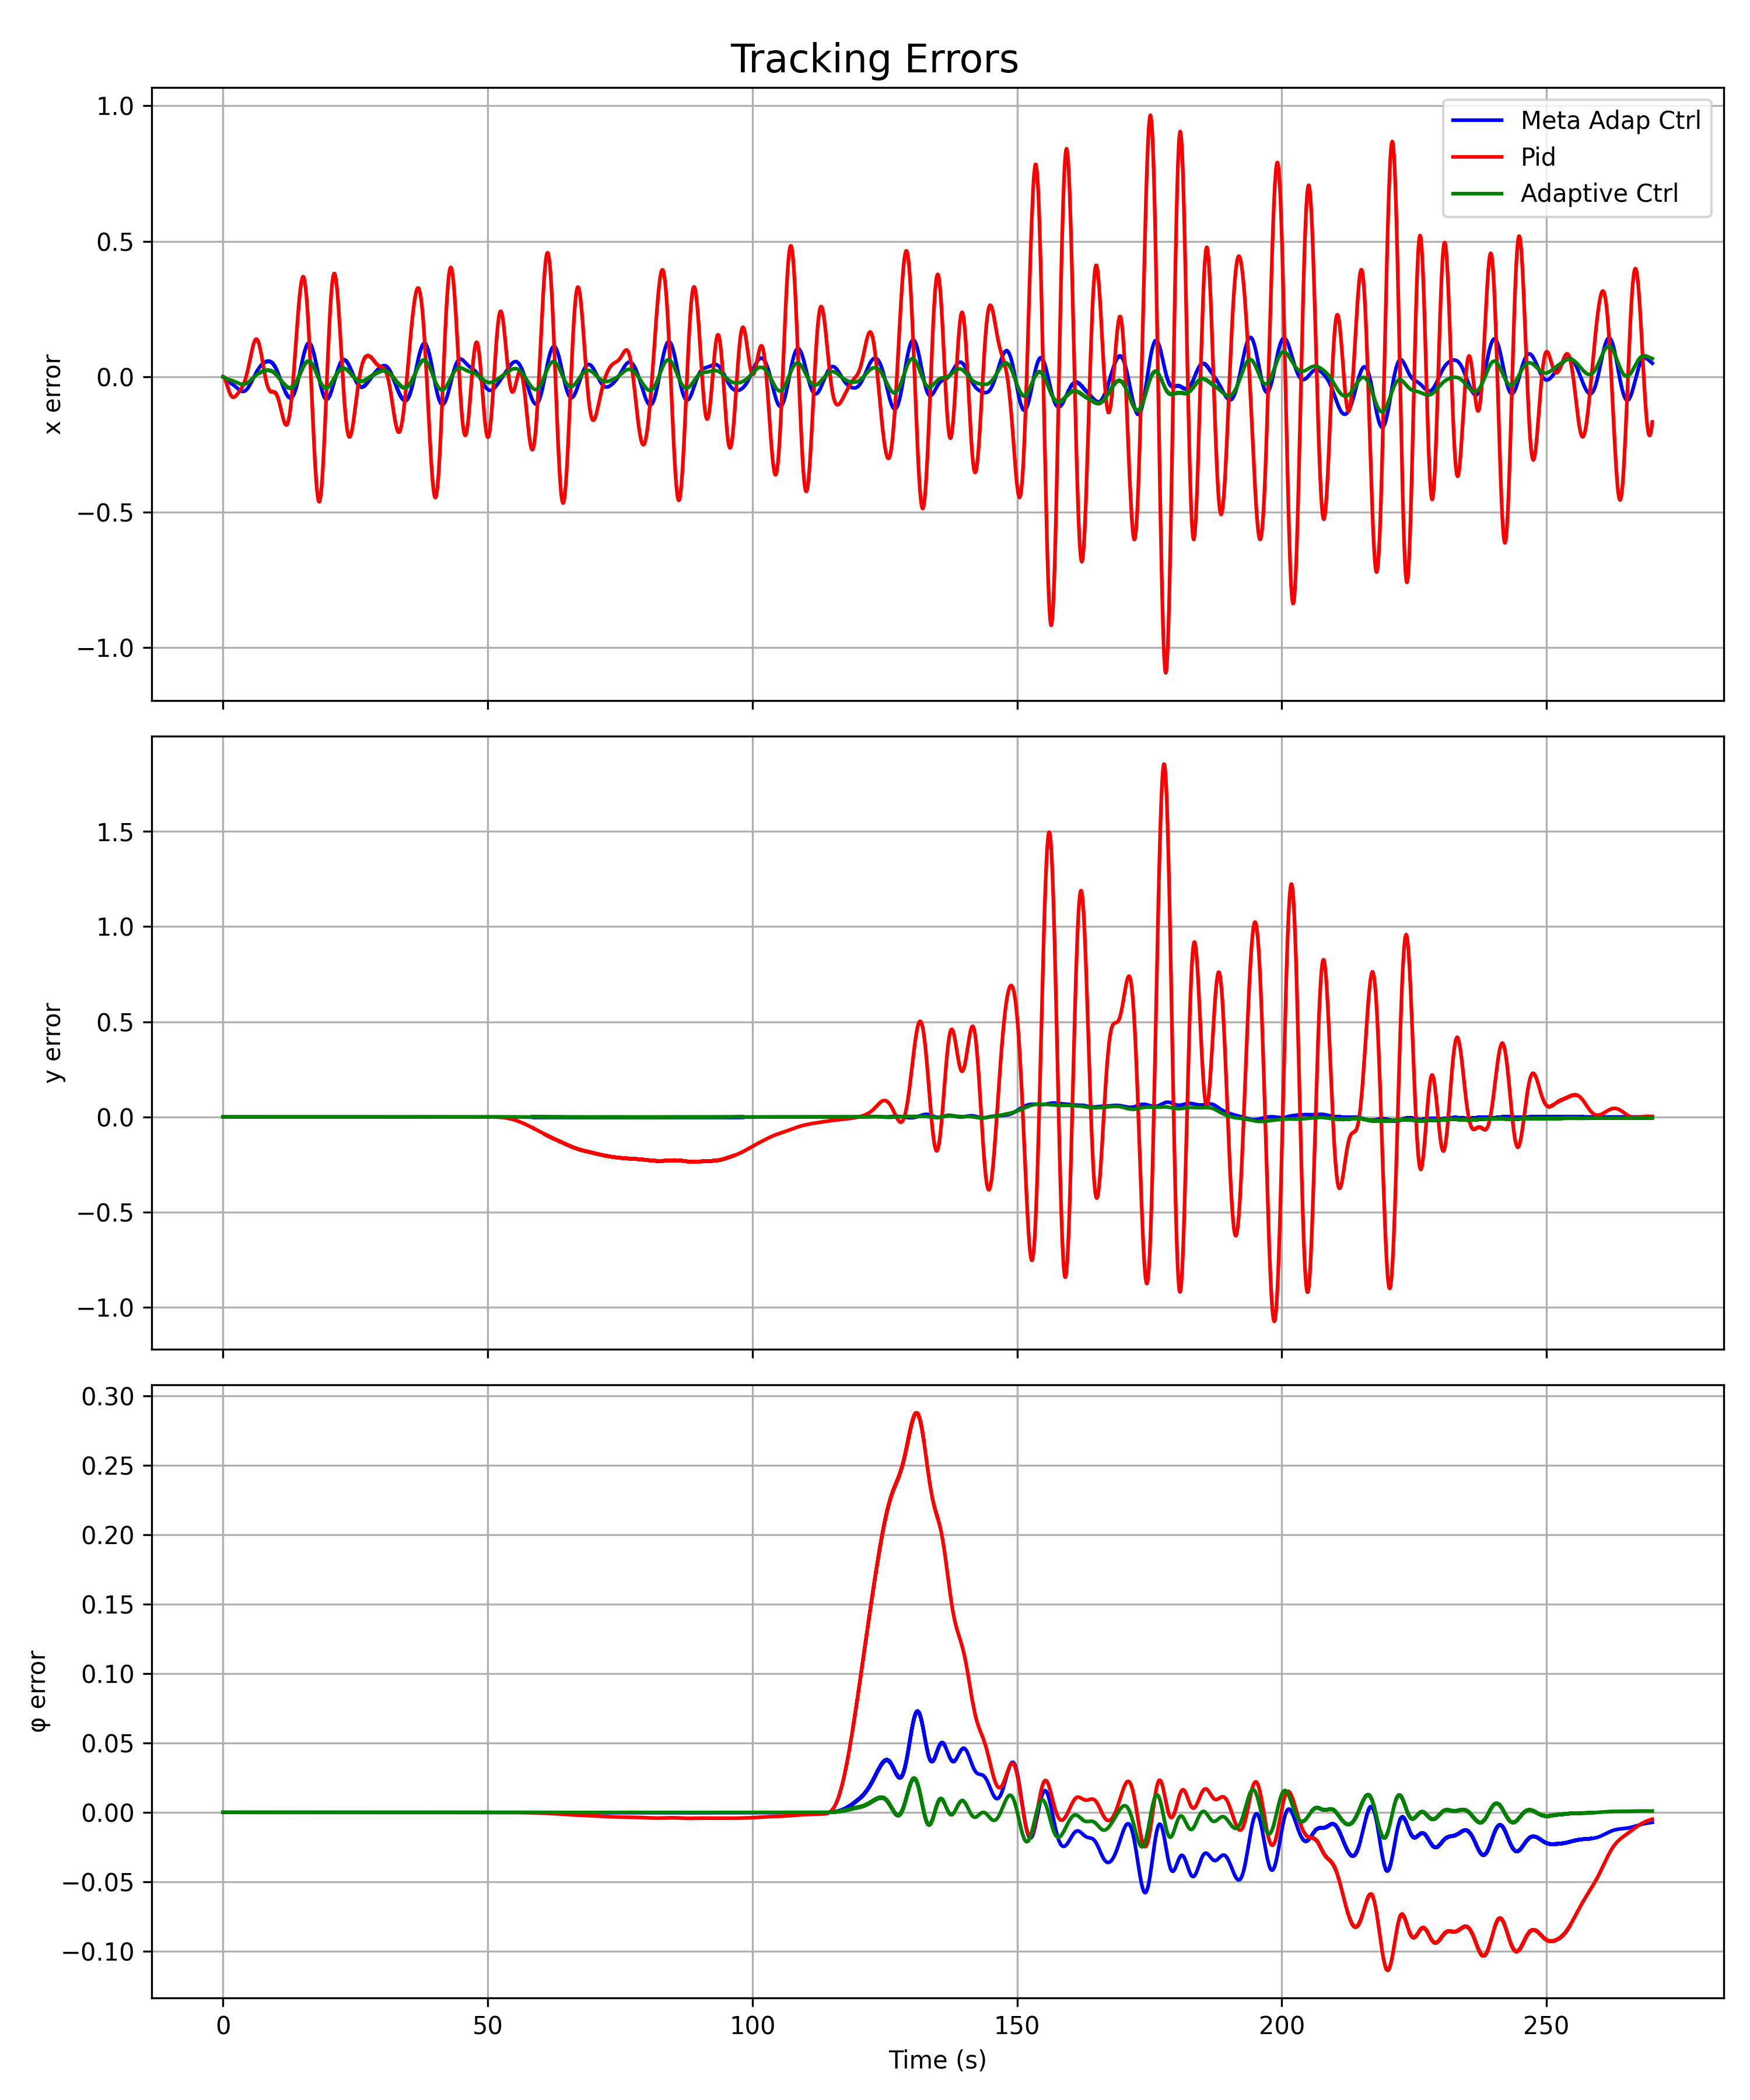 Tracking Errors
1.0
0.5
0.0
−0.5
−1.0
x error
Meta Adap Ctrl
Pid
Adaptive Ctrl
1.5
1.0
0.5
0.0
−0.5
−1.0
y error
0.30
0.25
0.20
0.15
0.10
0.05
0.00
−0.05
−0.10
φ error
0 50 100 150 200 250
Time (s)